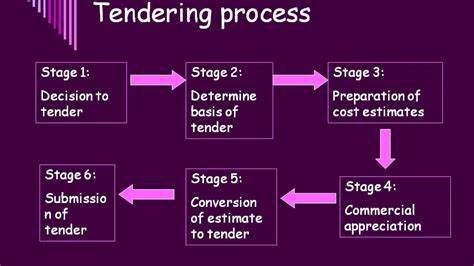 Tendering process
Stage 1:
Decision to
tender
Stage 2:
Determine
basis of
tender
Stage 3:
Preparation of
cost estimates
Stage 4:
Commercial
appreciation
Stage 5:
Conversion
of estimate
to tender
Stage 6:
Submissio
n of
tender